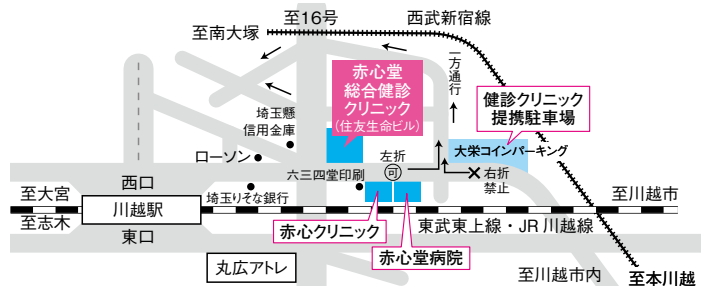 至16号
西武新宿線
至南大塚
一方通行
赤心堂
総合健診
クリニック
(住友生命ビル)
健診クリニック
提携駐車場
埼玉懸
信用金庫
ローソン
六三四堂印刷
左折
可
大栄コインパーキング
右折
禁止
西口
至大宮
埼玉りそな銀行
至川越市
川越駅
至志木
赤心クリニック
東武東上線・JR川越線
東口
赤心堂病院
丸広アトレ
至川越市内
至本川越